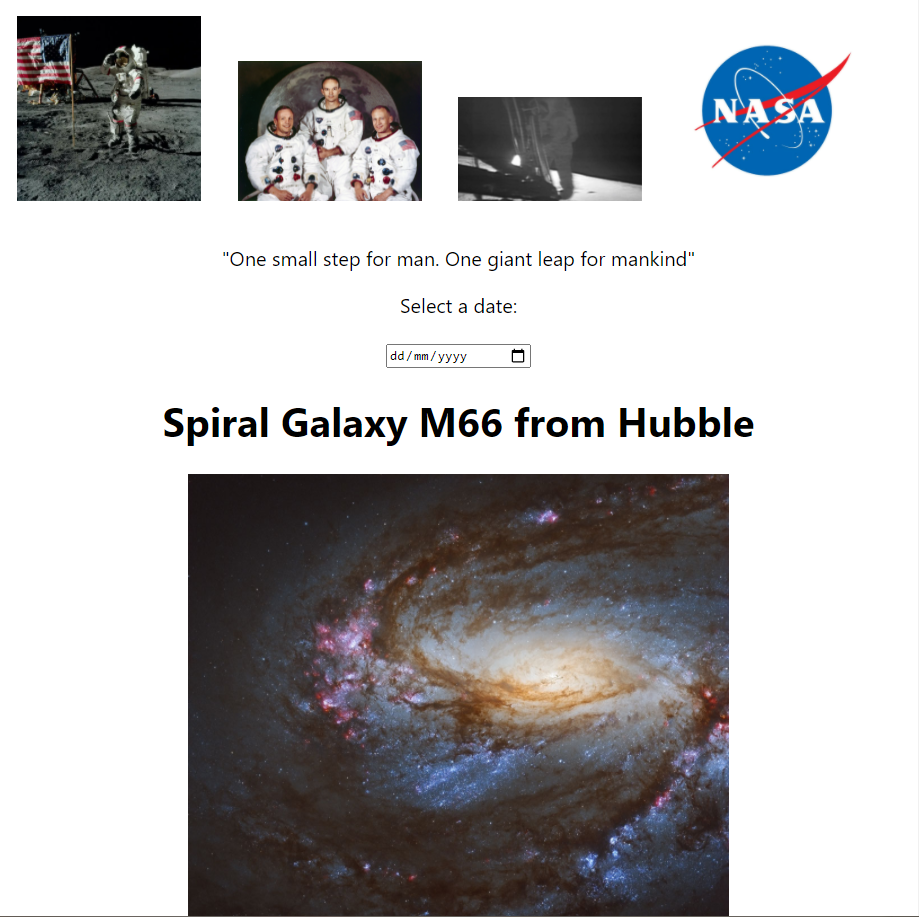 NASA
"One small step for man. One giant leap for mankind"
Select a date:
dd/mm/yyyy
Spiral Galaxy M66 from Hubble